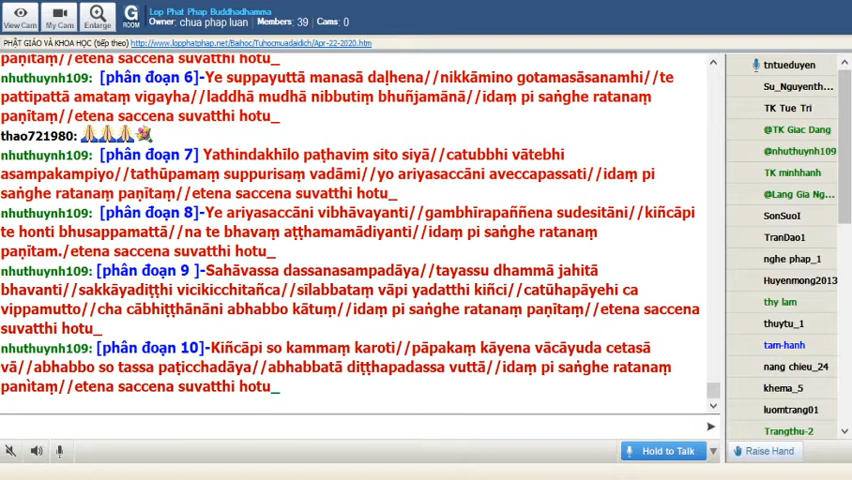 Lop Phat Phap Buddhadhamma
Owner: chua phap luan Members: 39 Cams: 0
View Cam
My Cam
Enlarge
G ROOM
PHẬT GIÁO VÀ KHOA HỌC (tiếp theo) http://www.lopphatphap.net/Baihoc/Tuhocmuadaidich/Apr-22-2020.htm
paṇītaṃ//etena saccena suvatthi hotu_
nhuthuynh109: [phân đoạn 6]-Ye suppayuttā manasā daḷhena//nikkāmino gotamasāsanamhi//te
pattipattā amataṃ vigayha//laddhā mudhā nibbutiṃ bhuñjamānā//idaṃ pi saṅghe ratanaṃ
paṇītaṃ//etena saccena suvatthi hotu_
thao721980:
nhuthuynh109: [phân đoạn 7] Yathindakhīlo paṭhaviṃ sito siyā//catubbhi vātebhi
asampakampiyo//tathūpamaṃ suppurisaṃ vadāmi//yo ariyasaccāni aveccapassati//idaṃ pi
saṅghe ratanaṃ paṇītaṃ//etena saccena suvatthi hotu_
nhuthuynh109: [phân đoạn 8]-Ye ariyasaccāni vibhāvayanti//gambhīrapaññena sudesitāni//kiñcāpi
te honti bhusappamattā//na te bhavaṃ aṭṭhamamādiyanti//idaṃ pi saṅghe ratanaṃ
paṇītam./etena saccena suvatthi hotu_
nhuthuynh109: [phân đoạn 9 ]-Sahāvassa dassanasampadāya//tayassu dhammā jahitā
bhavanti//sakkāyadiṭṭhi vicikicchitañca//sīlabbataṃ vāpi yadatthi kiñci//catūhapāyehi ca
vippamutto//cha cābhiṭṭhānāni abhabbo kātuṃ//idaṃ pi saṅghe ratanaṃ paṇītaṃ//etena saccena
suvatthi hotu_
nhuthuynh109: [phân đoạn 10]-Kiñcāpi so kammaṃ karoti//pāpakaṃ kāyena vācāyuda cetasā
vā//abhabbo so tassa paṭicchadāya//abhabbatā diṭṭhapadassa vuttā//idaṃ pi saṅghe ratanaṃ
paṇītaṃ//etena saccena suvatthi hotu_
tntueduyen
Su_Nguyenth...
TK Tue Tri
@TK Giac Dang
@nhuthuynh109
TK minhhanh
@Lang Gia Ng...
SonSuoI
TranDao1
nghe phap_1
Huyenmong2013
thy lam
thuytu_1
tam-hanh
nang chieu_24
khema_5
luomtrang01
Trangthu-2
Hold to Talk
Raise Hand